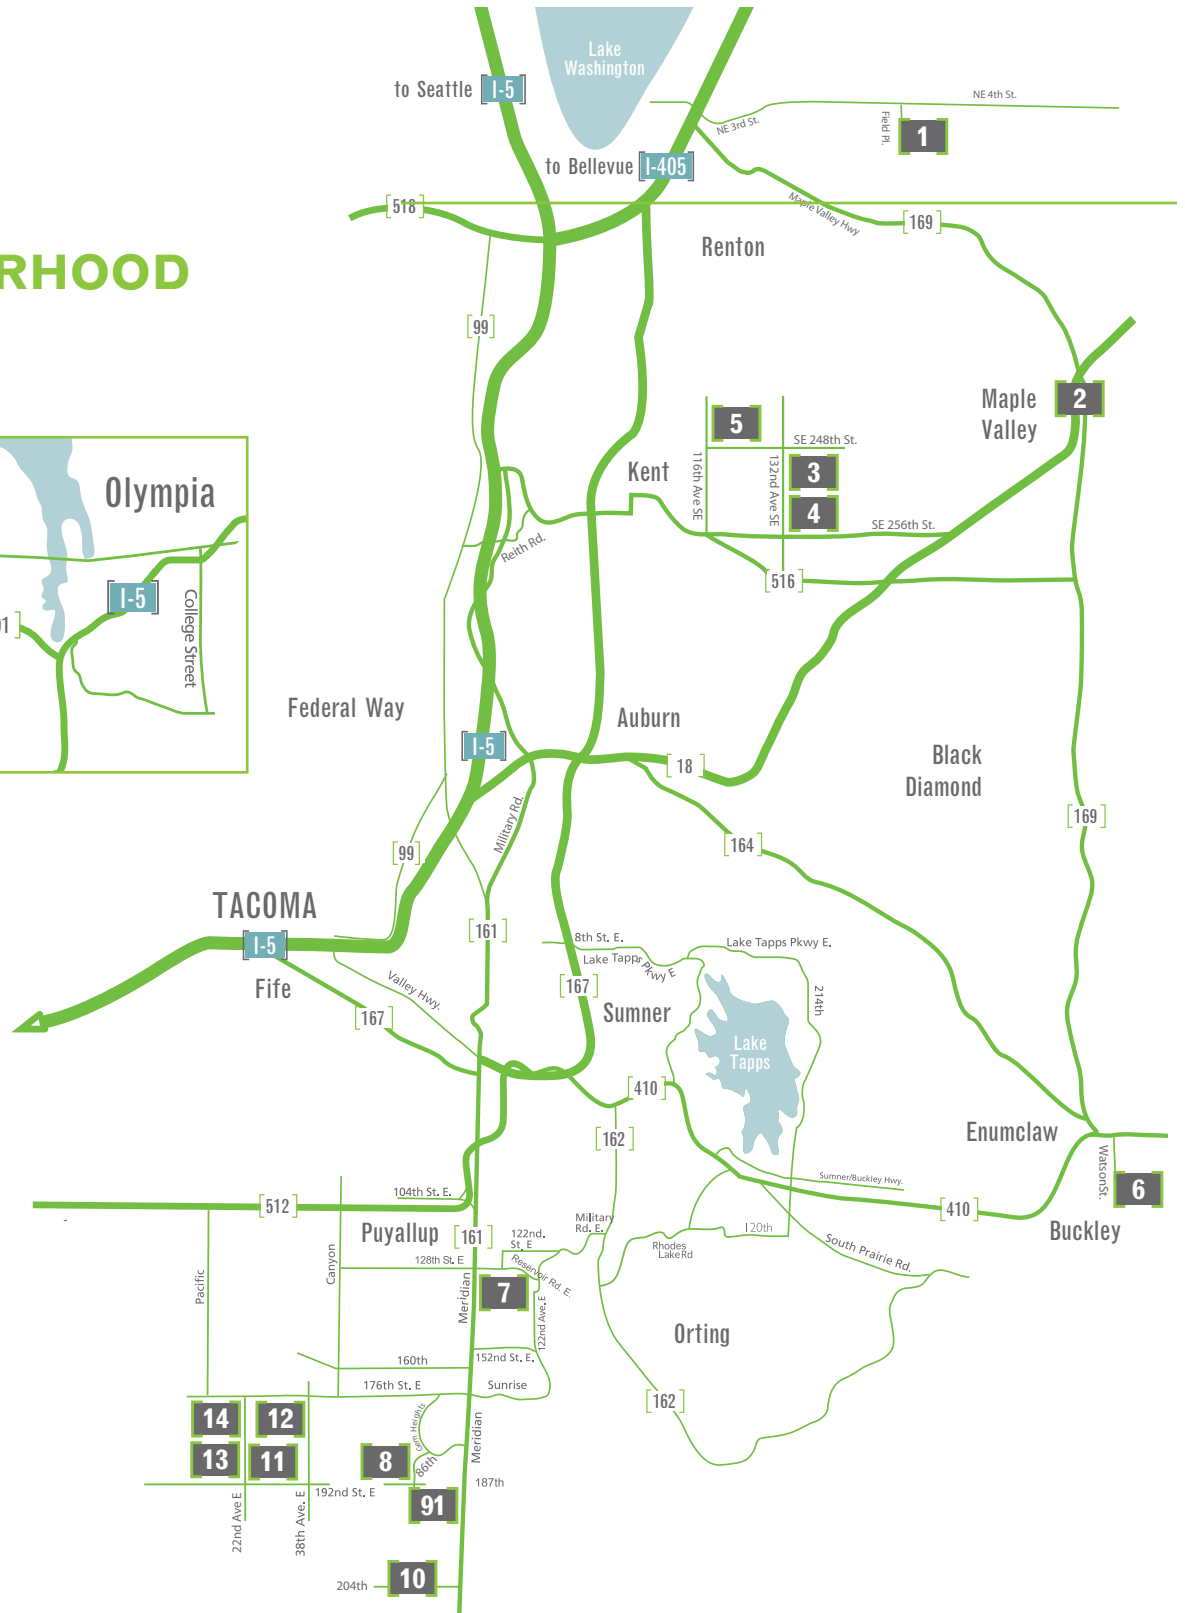 Lake
Washington
to Seattle
I-5
NE 4th St.
NE 3rd St.
Field Pl.
1
to Bellevue
I-405
518
Maple Valley Hwy
169
Renton
RHOOD
99
Maple
Valley
2
5
SE 248th St.
Kent
116th Ave SE
132nd Ave SE
3
4
SE 256th St.
Reith Rd.
516
Olympia
I-5
College Street
Federal Way
Auburn
I-5
18
Black
Diamond
Military Rd.
169
164
99
TACOMA
I-5
161
8th St. E.
Lake Tapps Pkwy E
Lake Tapps Pkwy E.
Fife
Valley Hwy.
167
167
Sumner
214th
Lake
Tapps
410
162
Enumclaw
WatsonSt.
6
Sumner/Buckley Hwy.
410
Buckley
104th St. E.
512
Puyallup
161
122nd.
St. E
Military
Rd. E.
120th
Rhodes
LakeRd
South Prairie Rd.
128th St. E
Reservoir Rd. E.
Pacific
Canyon
Meridian
7
122nd Ave. E
Orting
160th
152nd St. E.
176th St. E
Sunrise
162
14
12
Gem Heights
Meridian
13
11
8
86th
187th
192nd St. E
91
22nd Ave E
38th Ave. E
204th
10